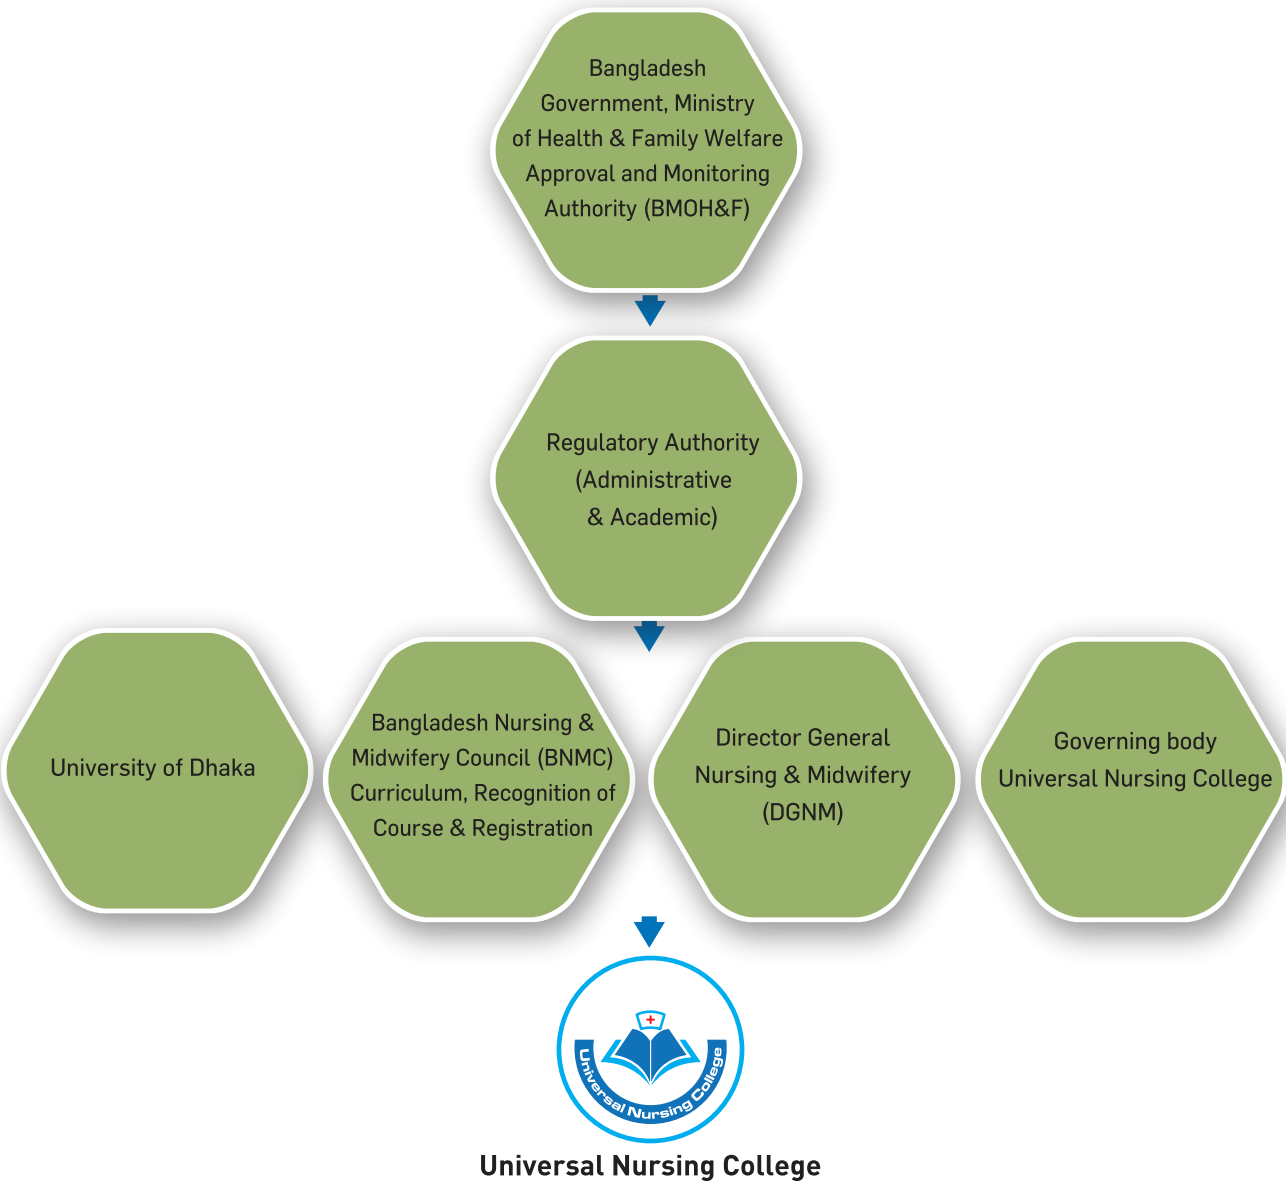 Bangladesh
Government, Ministry
of Health & Family Welfare
Approval and Monitoring
Authority (BMOH&F)
Regulatory Authority
(Administrative
& Academic)
University of Dhaka
Bangladesh Nursing &
Midwifery Council (BNMC)
Curriculum, Recognition of
Course & Registration
Director General
Nursing & Midwifery
(DGNM)
Governing body
Universal Nursing College
Universal Nursing College
Universal Nursing College